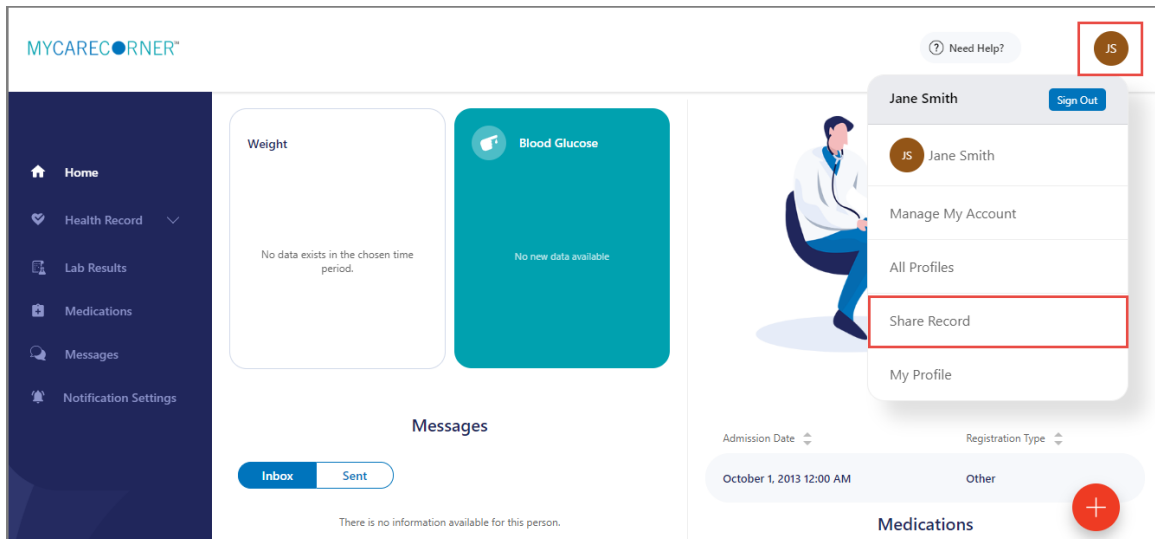 MYCARECORNER™
Need Help?
JS
Jane Smith
Sign Out
JS Jane Smith
Manage My Account
All Profiles
Share Record
My Profile
Home
Health Record
Lab Results
Medications
Messages
Notification Settings
Weight
No data exists in the chosen time
period.
Blood Glucose
No new data available
Messages
Inbox
Sent
There is no information available for this person.
Admission Date
Registration Type
October 1, 2013 12:00 AM
Other
Medications